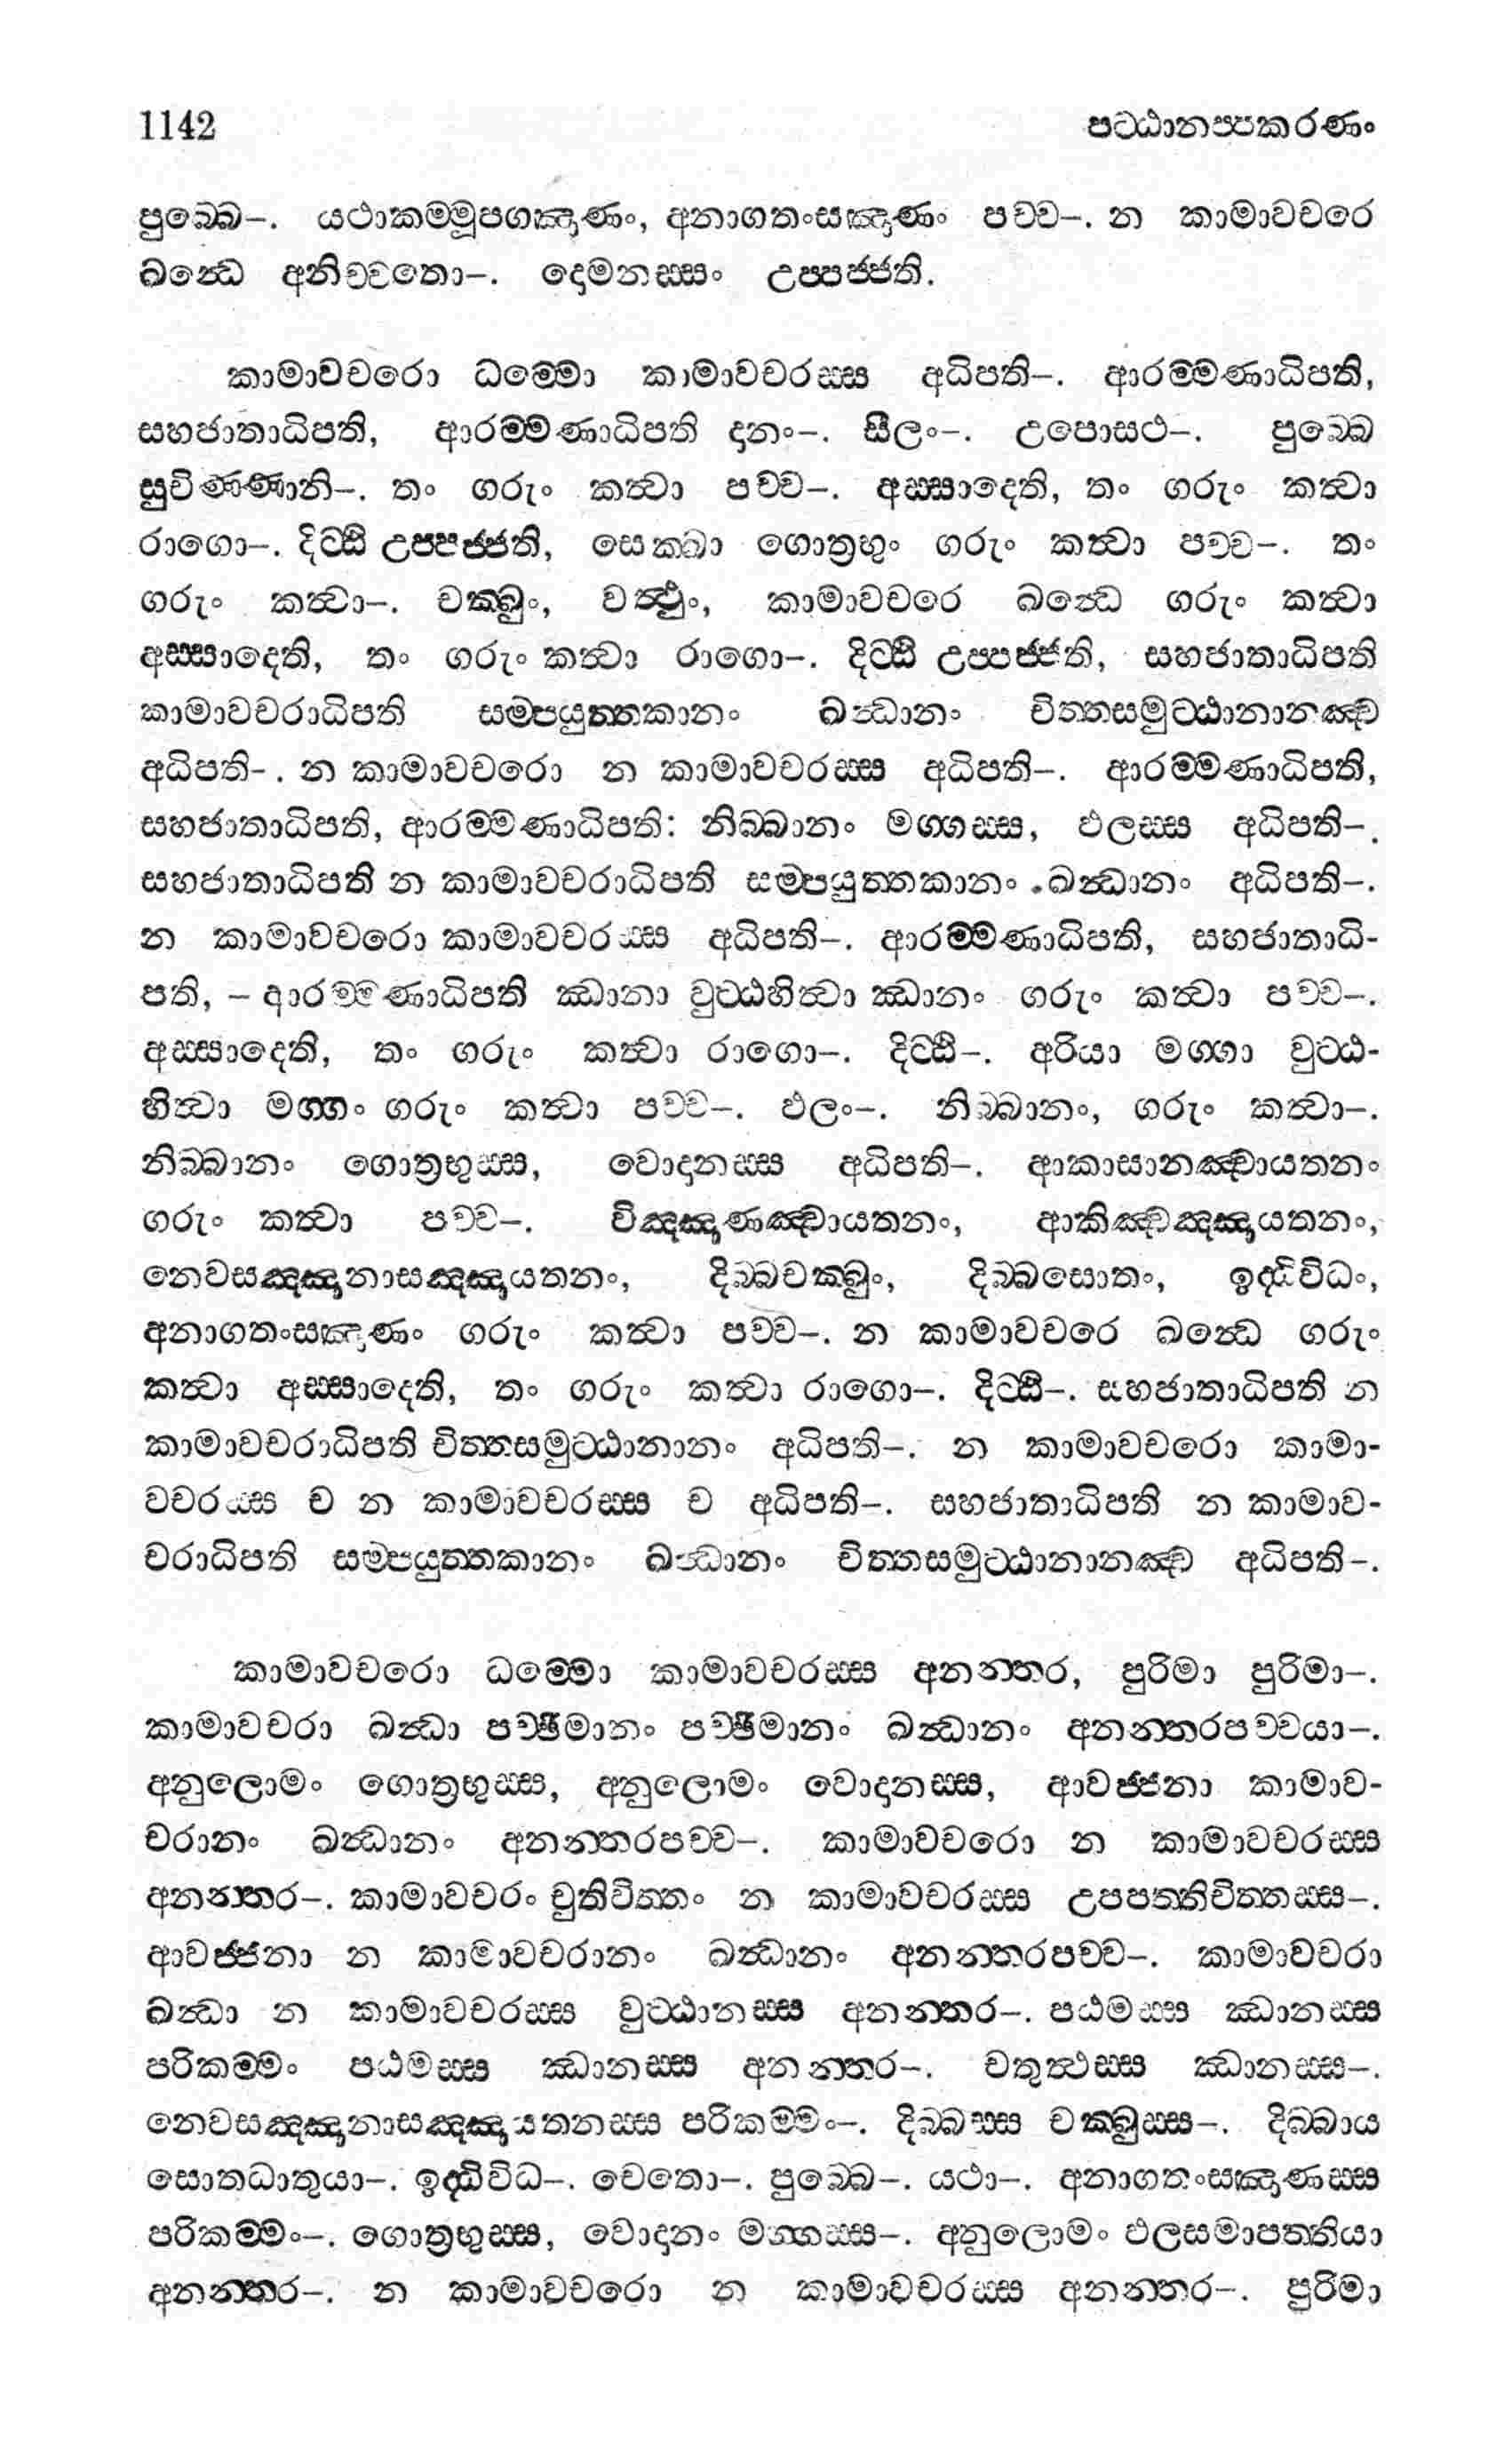 1142 පට්ඨානප්පකරණං
පුබ්බෙ–. යථාකම්මූපගඤාණං, අනාගතංසඤාණං පච්ච–. න කාමාවචරෙ
ඛන්ධෙ අනිච්චතො–. දොමනස්සං උප්පජ්ජති.
කාමාවචරො ධම්මො කාමාවචරස්ස අධිපති–. ආරම්මණාධිපති,
සහජාතාධිපති, ආරම්මණාධිපති දානං–. සීලං–. උපොසථ–. පුබ්බෙ
සුචිණ්ණානි–. තං ගරුං කත්වා පච්ච–. අස්සාදෙති, තං ගරුං කත්වා
රාගො–. දිට්ඨි උප්පජ්ජති, සෙක්ඛා ගොත්‍රභුං ගරුං කත්වා පච්ච–. තං
ගරුං කත්වා–. චක්ඛුං, වත්ථුං, කාමාවචරෙ ඛන්ධෙ ගරුං කත්වා
අස්සාදෙති, තං ගරුං කත්වා රාගො–. දිට්ඨි උප්පජ්ජති, සහජාතාධිපති
කාමාවචරාධිපති සම්පයුත්තකානං ඛන්ධානං චිත්තසමුට්ඨානානඤ්ච
අධිපති-. න කාමාවචරො න කාමාවචරස්ස අධිපති–. ආරම්මණාධිපති,
සහජාතාධිපති, ආරම්මණාධිපති: නිබ්බානං මග්ගස්ස, ඵලස්ස අධිපති–.
සහජාතාධිපති න කාමාවචරාධිපති සම්පයුත්තකානං ඛන්ධානං අධිපති–.
න කාමාවචරො කාමාවචරස්ස අධිපති–. ආරම්මණාධිපති, සහජාතාධි-
පති, – ආරම්මණාධිපති ඣානා වුට්ඨහිත්වා ඣානං ගරුං කත්වා පච්ච–.
අස්සාදෙති, තං ගරුං කත්වා රාගො–. දිට්ඨි–. අරියා මග්ගා වුට්ඨ-
හිත්වා මග්ගං ගරුං කත්වා පච්ච–. ඵලං–. නිබ්බානං, ගරුං කත්වා–.
නිබ්බානං ගොත්‍රභුස්ස, වොදානස්ස අධිපති–. ආකාසානඤ්චායතනං
ගරුං කත්වා පච්ච–. විඤ්ඤාණඤ්චායතනං, ආකිඤ්චඤ්ඤායතනං,
නෙවසඤ්ඤානාසඤ්ඤායතනං, දිබ්බචක්ඛුං, දිබ්බසොතං, ඉද්ධිවිධං,
අනාගතංසඤාණං ගරුං කත්වා පච්ච–. න කාමාවචරෙ ඛන්ධෙ ගරුං
කත්වා අස්සාදෙති, තං ගරුං කත්වා රාගො–. දිට්ඨි–. සහජාතාධිපති න
කාමාවචරාධිපති චිත්තසමුට්ඨානානං අධිපති–. න කාමාවචරො කාමා-
වචරස්ස ච න කාමාවචරස්ස ච අධිපති–. සහජාතාධිපති න කාමාව-
චරාධිපති සම්පයුත්තකානං ඛන්ධානං චිත්තසමුට්ඨානානඤ්ච අධිපති–.
කාමාවචරො ධම්මො කාමාවචරස්ස අනන්තර, පුරිමා පුරිමා–.
කාමාවචරා ඛන්ධා පච්ඡිමානං පච්ඡිමානං ඛන්ධානං අනන්තරපච්චයා–.
අනුලොමං ගොත්‍රභුස්ස, අනුලොමං වොදානස්ස, ආවජ්ජනා කාමාව-
චරානං ඛන්ධානං අනන්තරපච්ච–. කාමාවචරො න කාමාවචරස්ස
අනන්තර–. කාමාවචරං චුතිචිත්තං න කාමාවචරස්ස උපපත්තිචිත්තස්ස–.
ආවජ්ජනා න කාමාවචරානං ඛන්ධානං අනන්තරපච්ච–. කාමාවචරා
ඛන්ධා න කාමාවචරස්ස වුට්ඨානස්ස අනන්තර–. පඨමස්ස ඣානස්ස
පරිකම්මං පඨමස්ස ඣානස්ස අනන්තර–. චතුත්ථස්ස ඣානස්ස–.
නෙවසඤ්ඤානාසඤ්ඤායතනස්ස පරිකම්මං–. දිබ්බස්ස චක්ඛුස්ස–. දිබ්බාය
සොතධාතුයා–. ඉද්ධිවිධ–. චෙතො–. පුබ්බෙ–. යථා–. අනාගතංසඤාණස්ස
පරිකම්මං–. ගොත්‍රභුස්ස, වොදානං මග්ගස්ස–. අනුලොමං ඵලසමාපත්තියා
අනන්තර–. න කාමාවචරො න කාමාවචරස්ස අනන්තර–. පුරිමා